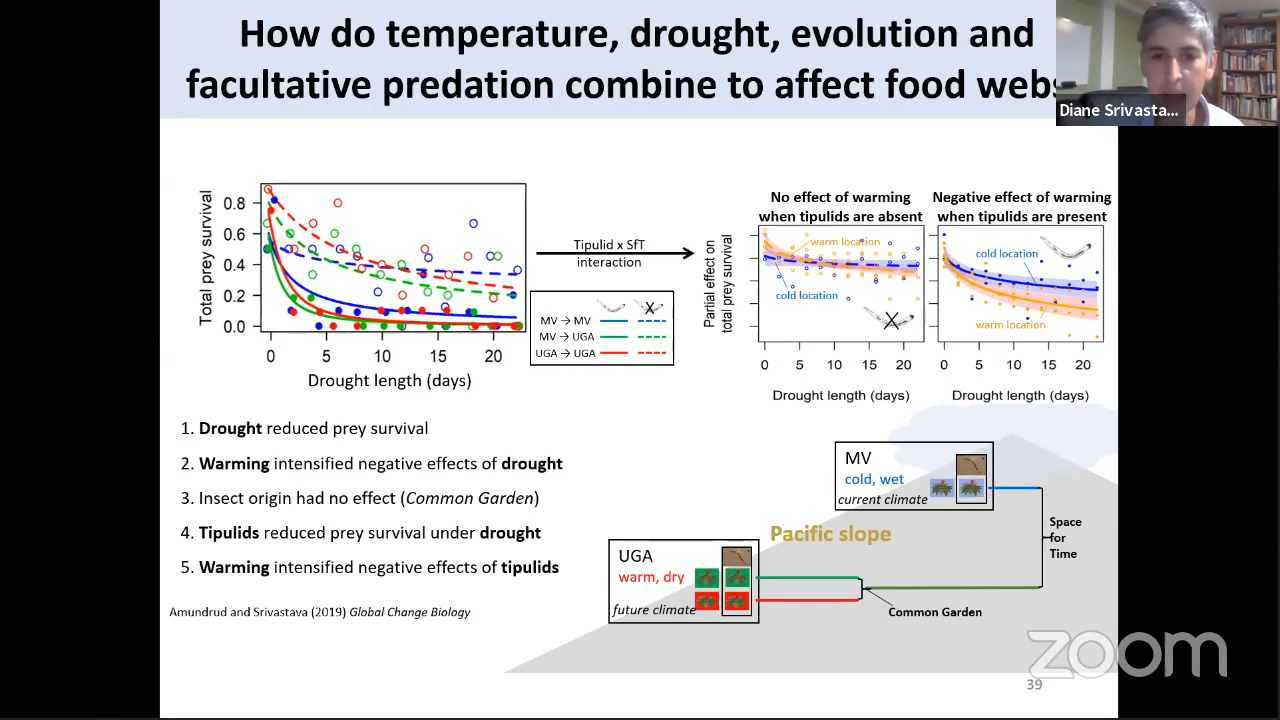 How do temperature, drought, evolution and
facultative predation combine to affect food webs
Diane Srivasta...
Total prey survival
0.8
0.6
0.4
0.2
0.0
0 5 10 15 20
Drought length (days)
Tipulid x SfT
interaction
MV → MV
MV → UGA
UGA → UGA
No effect of warming
when tipulids are absent
Negative effect of warming
when tipulids are present
Partial effect on
total prey survival
warm location
cold location
cold location
warm location
0 5 10 15 20
0 5 10 15 20
Drought length (days)
Drought length (days)
1. Drought reduced prey survival
2. Warming intensified negative effects of drought
3. Insect origin had no effect (Common Garden)
4. Tipulids reduced prey survival under drought
5. Warming intensified negative effects of tipulids
Amundrud and Srivastava (2019) Global Change Biology
MV
cold, wet
current climate
Pacific slope
Space
for
Time
UGA
warm, dry
future climate
Common Garden
zoom
39